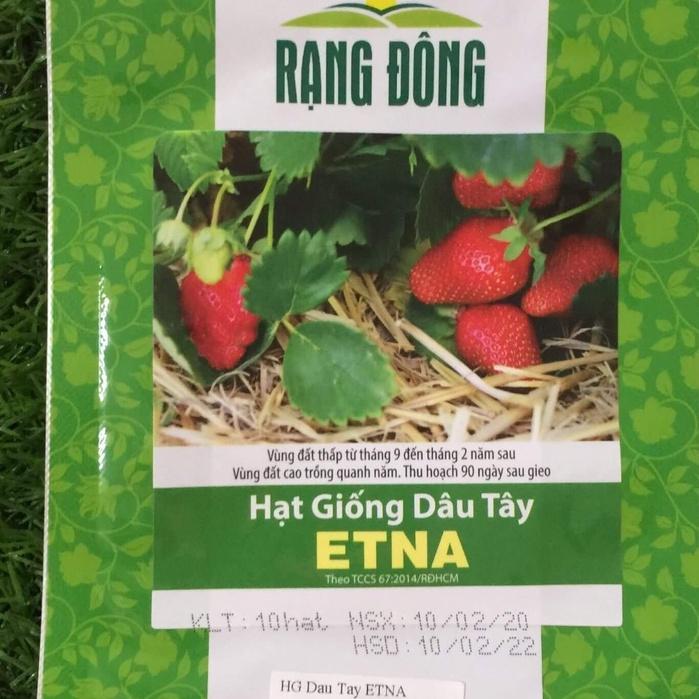 RẠNG ĐÔNG
Vùng đất thấp từ tháng 9 đến tháng 2 năm sau
Vùng đất cao trồng quanh năm. Thu hoạch 90 ngày sau gieo
Hạt Giống Dâu Tây
ETNA
Theo TCCS 67:2014/RĐHCM
KLT: 10hat NSX: 10/02/20
HSD: 10/02/22
HG Dau Tay ETNA